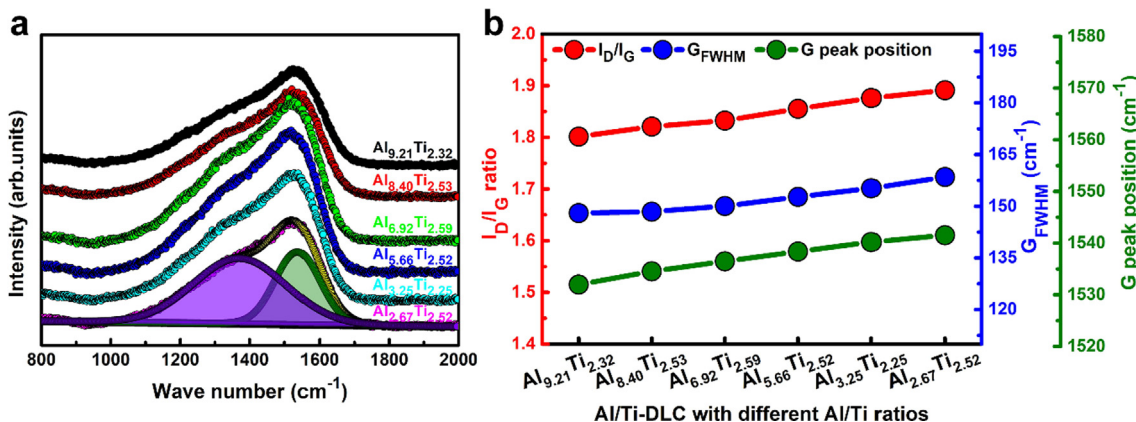 a
Intensity (arb.units)
Al9.21Ti2.32
Al8.40Ti2.53
Al6.92Ti2.59
Al5.66Ti2.52
Al3.25Ti2.25
Al2.67Ti2.52
800 1000 1200 1400 1600 1800 2000
Wave number (cm-1)
b
ID/IG GFWHM G peak position
2.0
1.9
1.8
1.7
1.6
1.5
1.4
ID/IG ratio
195
180
165
150
135
120
GFWHM (cm-1)
1580
1570
1560
1550
1540
1530
1520
G peak position (cm-1)
Al9.21Ti2.32 Al8.40Ti2.53 Al6.92Ti2.59 Al5.66Ti2.52 Al3.25Ti2.25 Al2.67Ti2.52
Al/Ti-DLC with different Al/Ti ratios